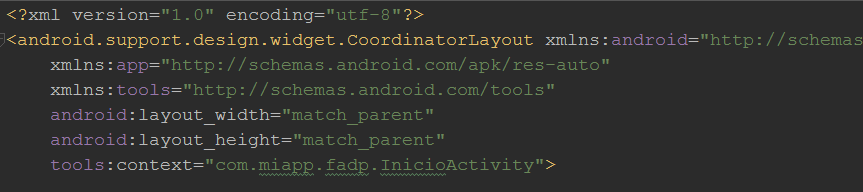 <?xml version="1.0" encoding="utf-8"?>
<android.support.design.widget.CoordinatorLayout xmlns:android="http://schemas
xmlns:app="http://schemas.android.com/apk/res-auto"
xmlns:tools="http://schemas.android.com/tools"
android:layout_width="match_parent"
android:layout_height="match_parent"
tools:context="com.miapp.fadp.InicioActivity">